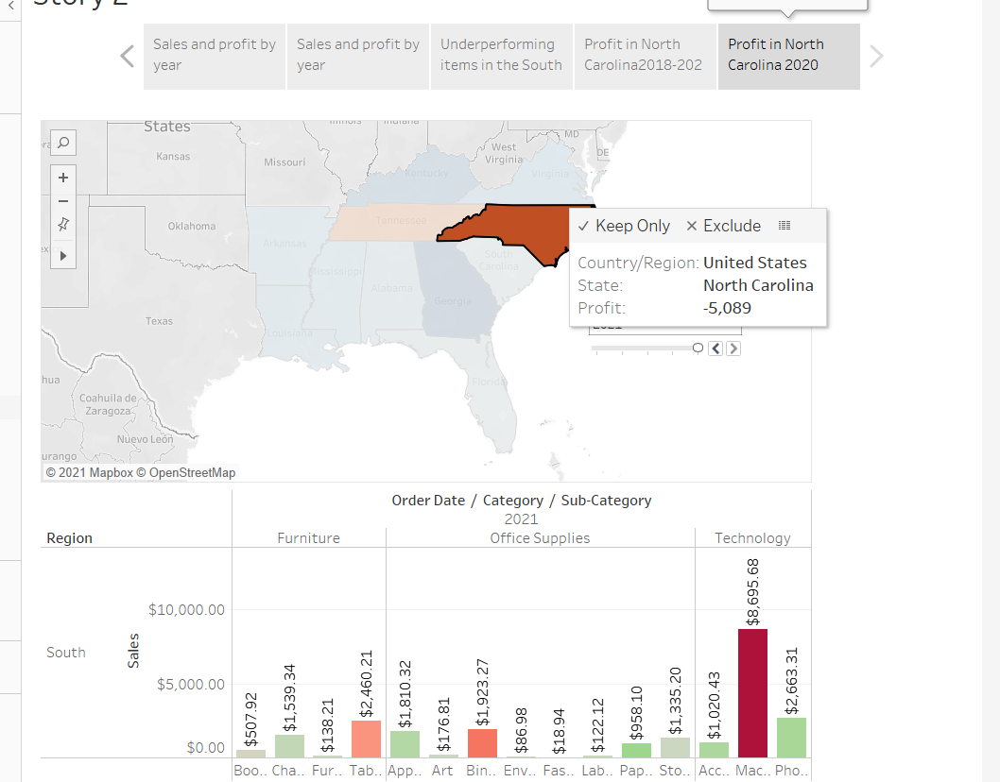 Story 2
Sales and profit by
year
Sales and profit by
year
Underperforming
items in the South
Profit in North
Carolina2018-202
Profit in North
Carolina 2020
States
Illinois
Indiana
MD
DE
Kansas
Missouri
West
Virginia
Kentucky
Virginia
Oklahoma
Tennessee
Arkansas
South
Carolina
Mississippi
Alabama
Georgia
Texas
Louisiana
Florida
hua
Coahuila de
Zaragoza
Nuevo León
urango
© 2021 Mapbox © OpenStreetMap
✓ Keep Only × Exclude
Country/Region: United States
State: North Carolina
Profit: -5,089
2021
Order Date / Category / Sub-Category
2021
Region Furniture Office Supplies Technology
South
Sales
$10,000.00
$5,000.00
$0.00
$507.92
$1,539.34
$138.21
$2,460.21
$1,810.32
$176.81
$1,923.27
$86.98
$18.94
$122.12
$958.10
$1,335.20
$1,020.43
$8,695.68
$2,663.31
Boo.. Cha.. Fur.. Tab.. App.. Art Bin.. Env.. Fas.. Lab.. Pap.. Sto.. Acc.. Mac.. Pho..